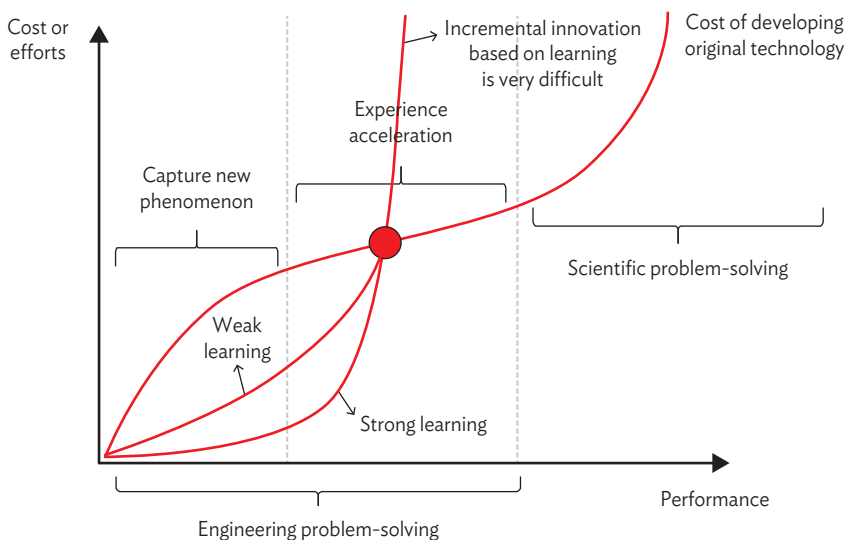 Cost or
efforts
Incremental innovation
based on learning
is very difficult
Cost of developing
original technology
Experience
acceleration
Capture new
phenomenon
Scientific problem-solving
Weak
learning
Strong learning
Performance
Engineering problem-solving